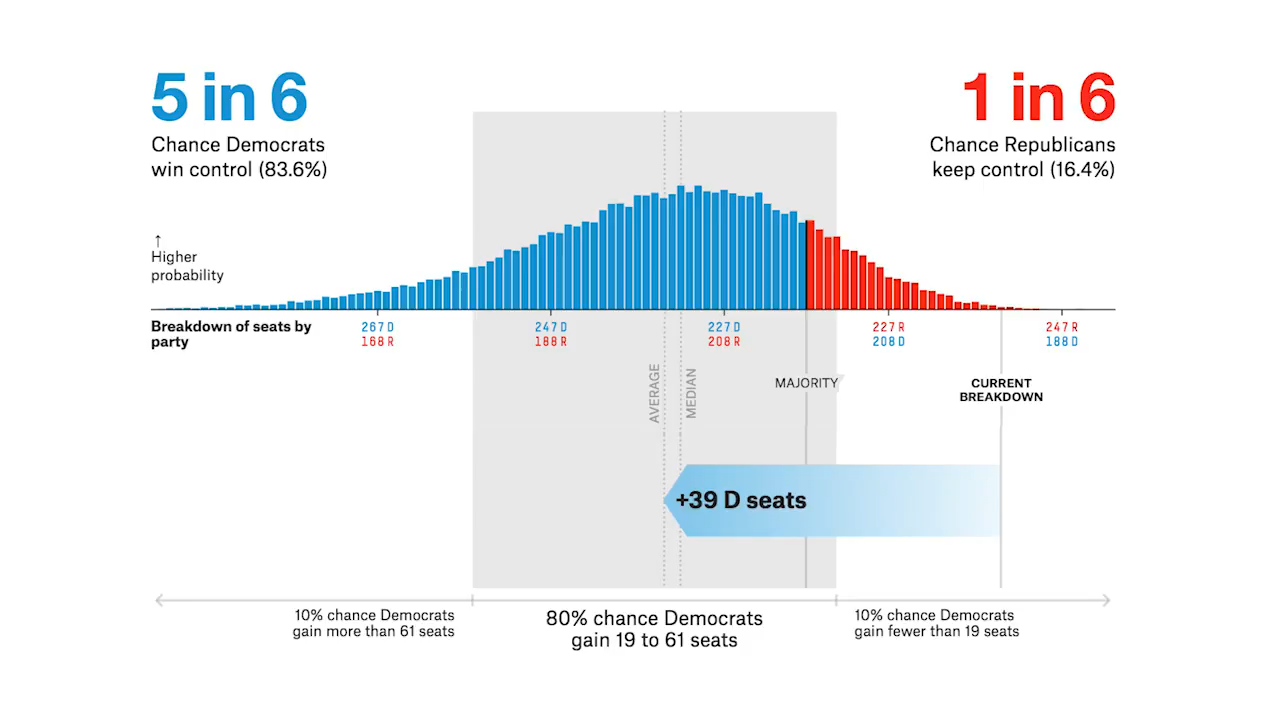 5 in 6
Chance Democrats
win control (83.6%)
1 in 6
Chance Republicans
keep control (16.4%)
↑
Higher
probability
Breakdown of seats by
party
267 D
168 R
247 D
188 R
227 D
208 R
227 R
208 D
247 R
188 D
AVERAGE
MEDIAN
MAJORITY
CURRENT
BREAKDOWN
+39 D seats
10% chance Democrats
gain more than 61 seats
80% chance Democrats
gain 19 to 61 seats
10% chance Democrats
gain fewer than 19 seats